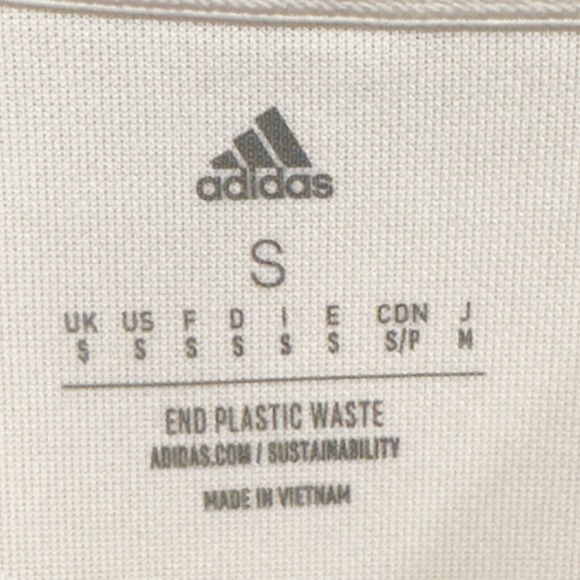 adidas
S
UK US F D I E CDN J
S S S S S S S/P M
END PLASTIC WASTE
ADIDAS.COM / SUSTAINABILITY
MADE IN VIETNAM